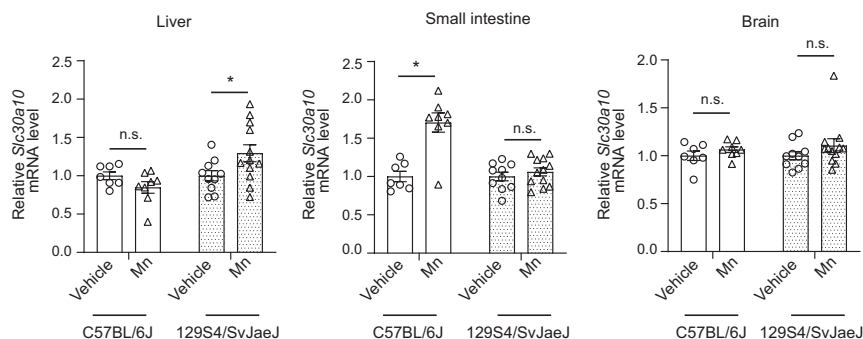 Liver
Relative Slc30a10
mRNA level
2.5
2.0
1.5
1.0
0.5
0.0
n.s.
*
Vehicle
Mn
Vehicle
Mn
C57BL/6J
129S4/SvJaeJ
Small intestine
Relative Slc30a10
mRNA level
2.5
2.0
1.5
1.0
0.5
0.0
*
n.s.
Vehicle
Mn
Vehicle
Mn
C57BL/6J
129S4/SvJaeJ
Brain
Relative Slc30a10
mRNA level
2.0
1.5
1.0
0.5
0.0
n.s.
n.s.
Vehicle
Mn
Vehicle
Mn
C57BL/6J
129S4/SvJaeJ